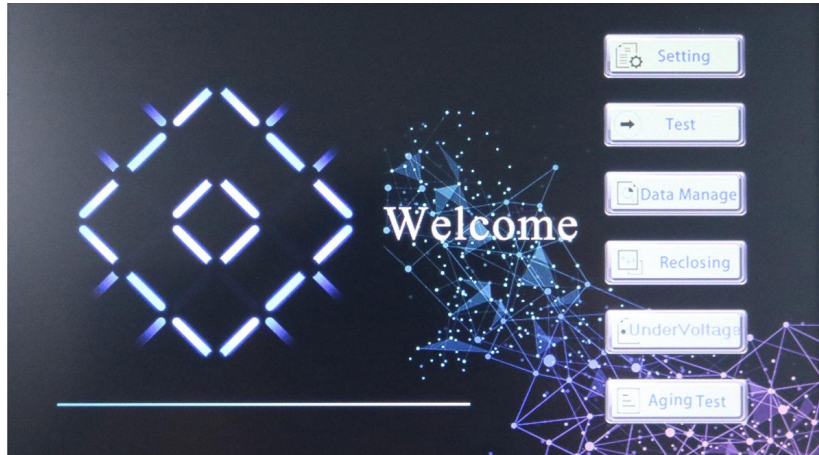 Setting
Test
Data Manage
Welcome
Reclosing
UnderVoltage
Aging Test